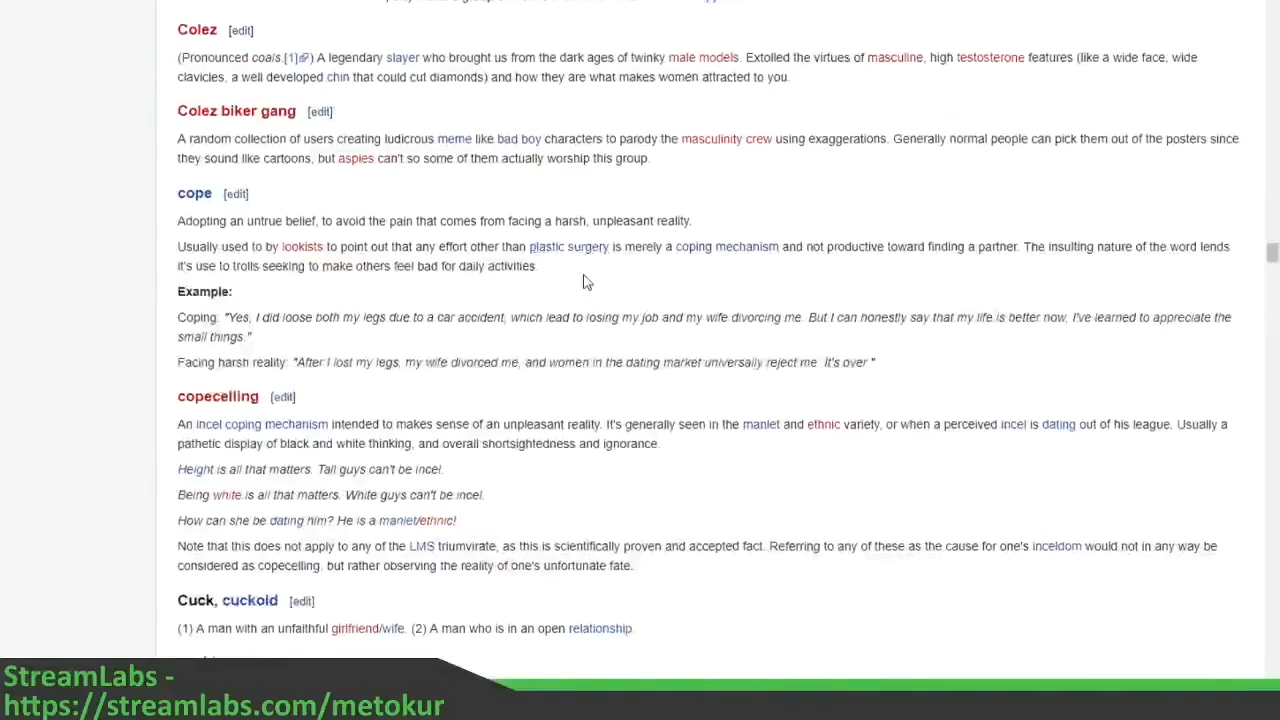 Colez [edit]
(Pronounced coals.[1]) A legendary slayer who brought us from the dark ages of twinky male models. Extolled the virtues of masculine, high testosterone features (like a wide face, wide
clavicles, a well developed chin that could cut diamonds) and how they are what makes women attracted to you.
Colez biker gang [edit]
A random collection of users creating ludicrous meme like bad boy characters to parody the masculinity crew using exaggerations. Generally normal people can pick them out of the posters since
they sound like cartoons, but aspies can't so some of them actually worship this group.
cope [edit]
Adopting an untrue belief, to avoid the pain that comes from facing a harsh, unpleasant reality.
Usually used to by lookists to point out that any effort other than plastic surgery is merely a coping mechanism and not productive toward finding a partner. The insulting nature of the word lends
it's use to trolls seeking to make others feel bad for daily activities.
Example:
Coping: "Yes, I did loose both my legs due to a car accident, which lead to losing my job and my wife divorcing me. But I can honestly say that my life is better now, I've learned to appreciate the
small things."
Facing harsh reality: "After I lost my legs, my wife divorced me, and women in the dating market universally reject me. It's over."
copecelling [edit]
An incel coping mechanism intended to makes sense of an unpleasant reality. It's generally seen in the manlet and ethnic variety, or when a perceived incel is dating out of his league. Usually a
pathetic display of black and white thinking, and overall shortsightedness and ignorance.
Height is all that matters. Tall guys can't be incel.
Being white is all that matters. White guys can't be incel.
How can she be dating him? He is a manlet/ethnic!
Note that this does not apply to any of the LMS triumvirate, as this is scientifically proven and accepted fact. Referring to any of these as the cause for one's inceldom would not in any way be
considered as copecelling, but rather observing the reality of one's unfortunate fate.
Cuck, cuckold [edit]
(1) A man with an unfaithful girlfriend/wife. (2) A man who is in an open relationship.
StreamLabs -
https://streamlabs.com/metokur